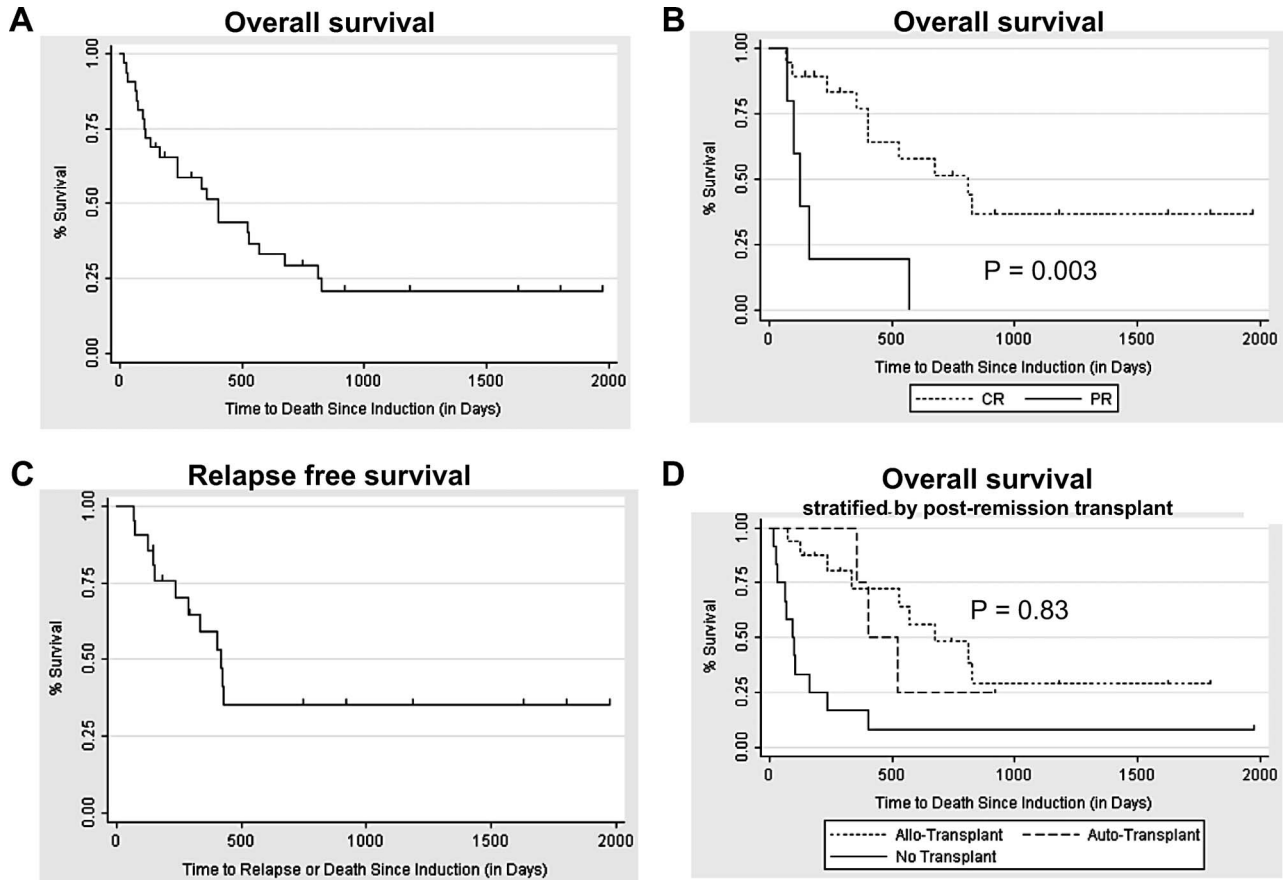 A
Overall survival
% Survival
1.00
0.75
0.50
0.25
0.00
0
500
1000
1500
2000
Time to Death Since Induction (in Days)
B
Overall survival
% Survival
1.00
0.75
0.50
0.25
0.00
P = 0.003
0
500
1000
1500
2000
Time to Death Since Induction (in Days)
CR
PR
C
Relapse free survival
% Survival
1.00
0.75
0.50
0.25
0.00
0
500
1000
1500
2000
Time to Relapse or Death Since Induction (in Days)
D
Overall survival
stratified by post-remission transplant
% Survival
1.00
0.75
0.50
0.25
0.00
P = 0.83
0
500
1000
1500
2000
Time to Death Since Induction (in Days)
Allo-Transplant
Auto-Transplant
No Transplant